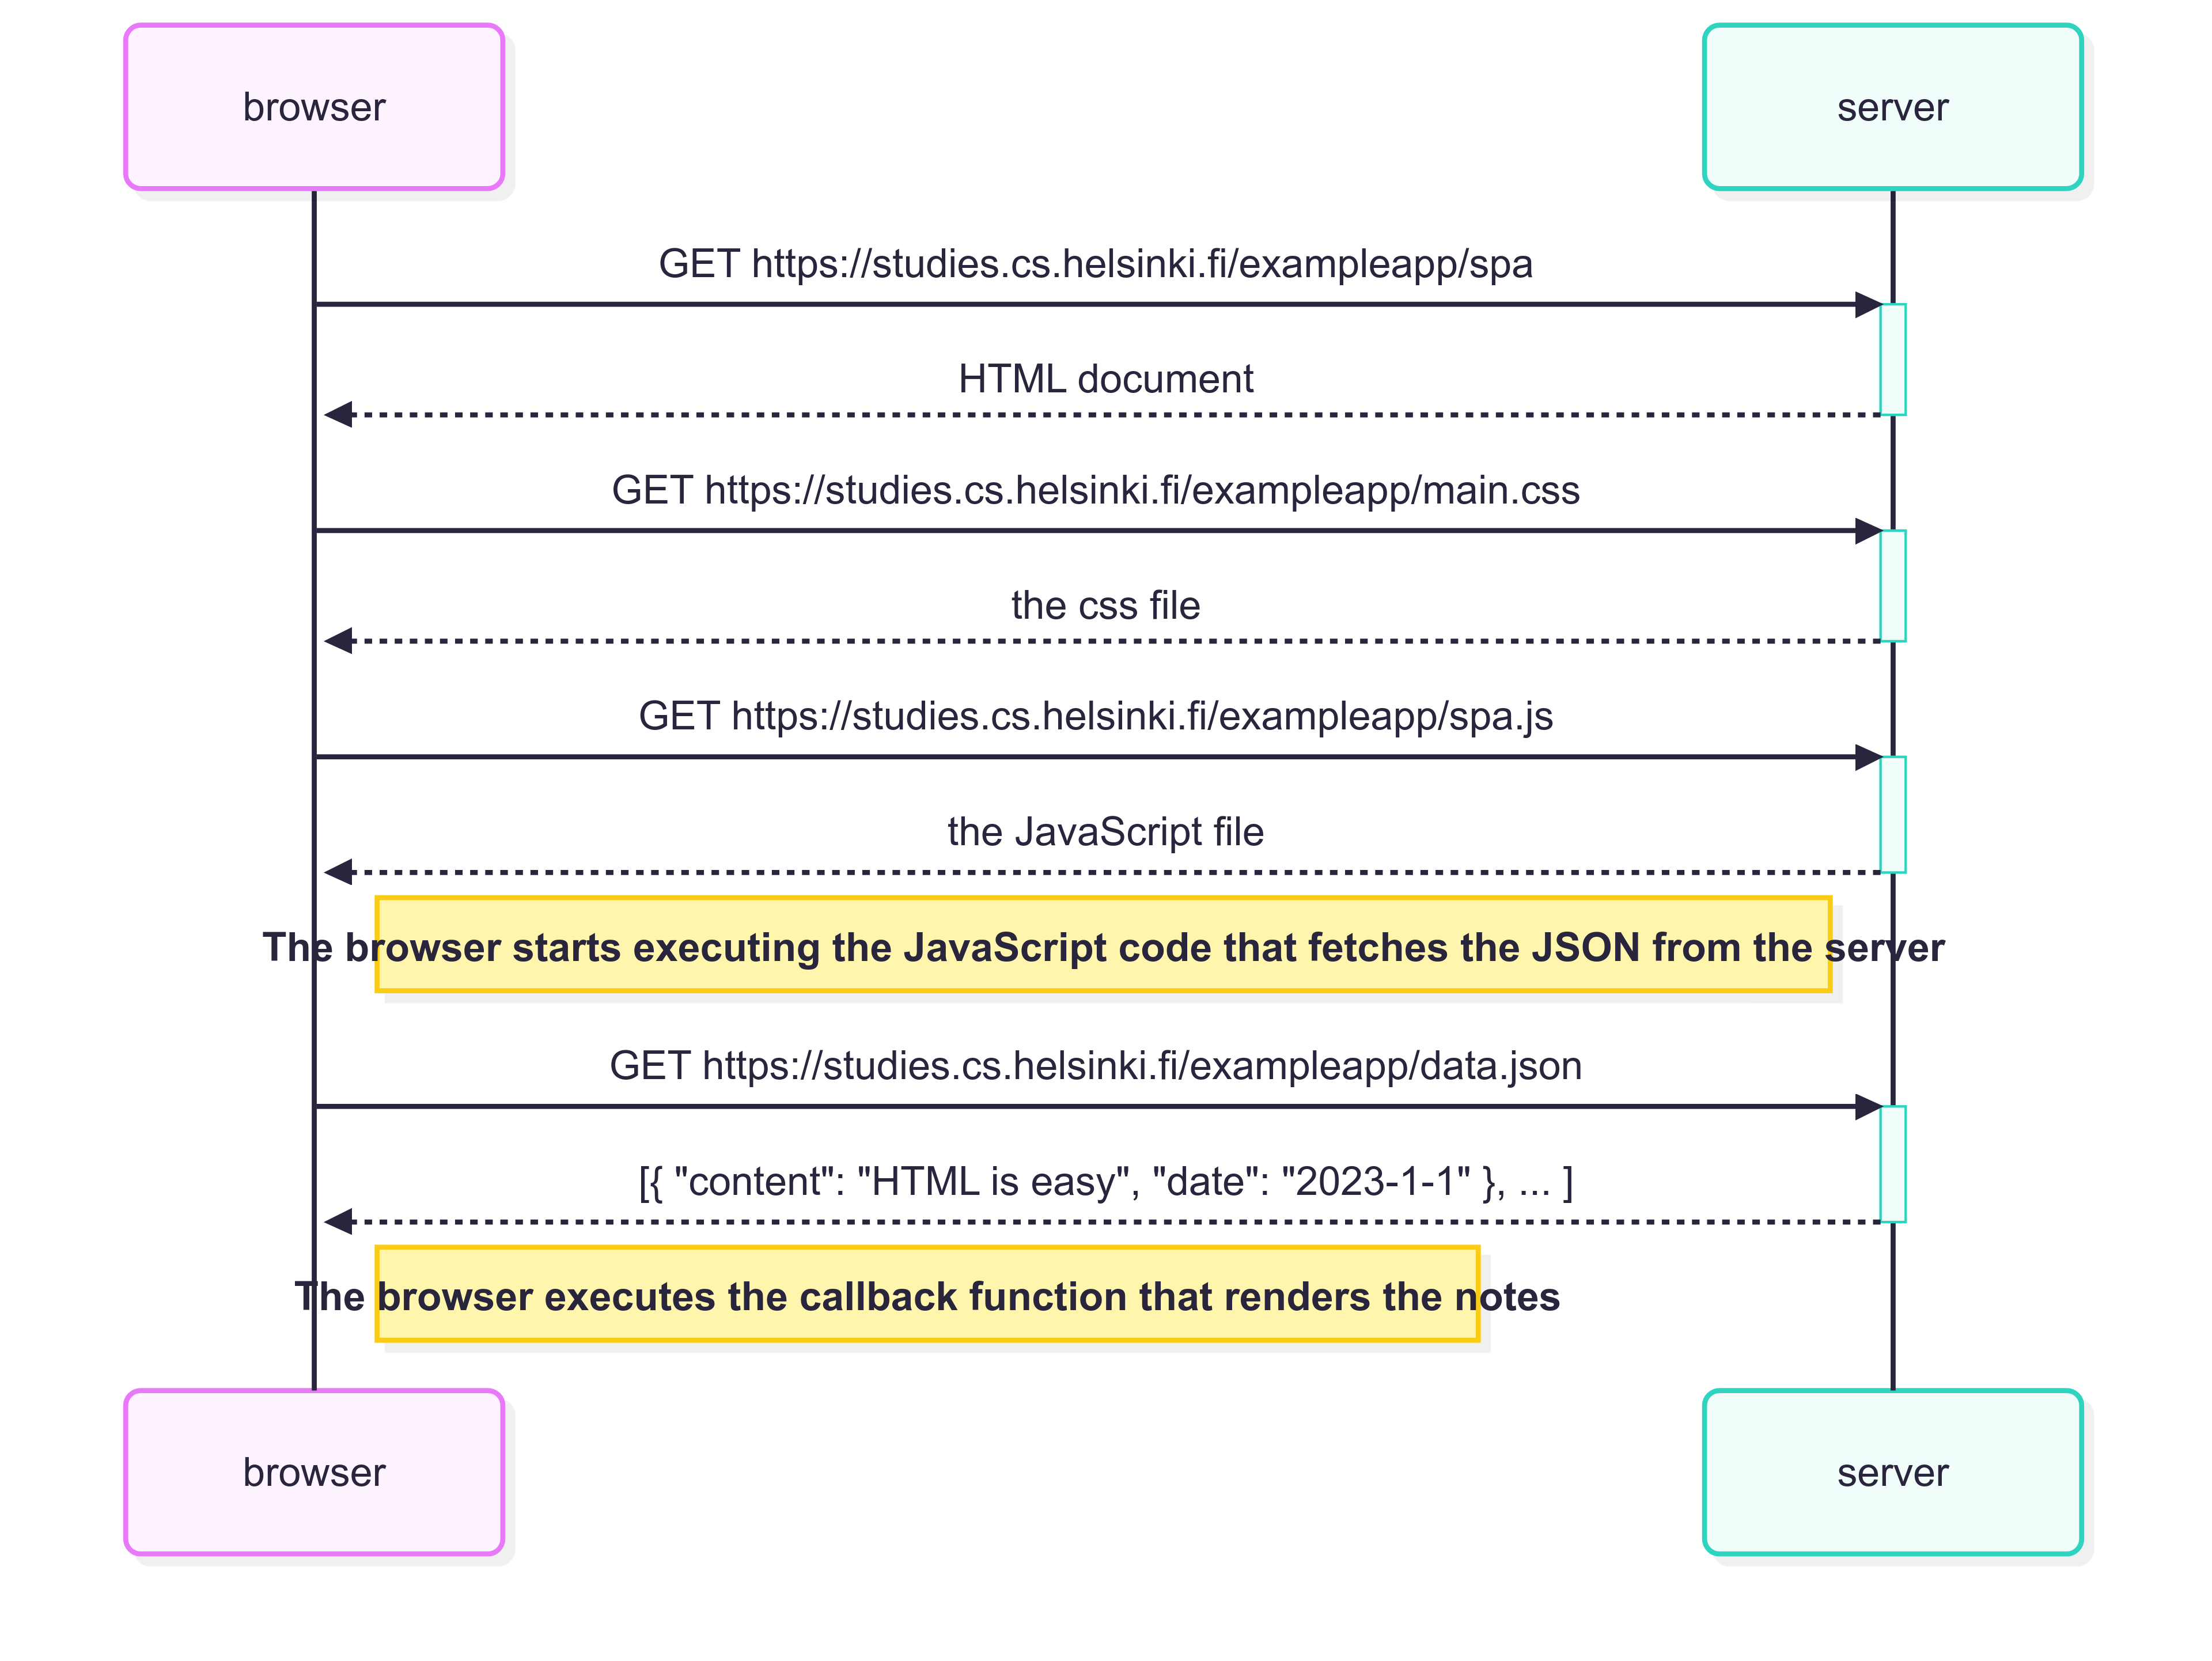 browser
server
GET https://studies.cs.helsinki.fi/exampleapp/spa
HTML document
GET https://studies.cs.helsinki.fi/exampleapp/main.css
the css file
GET https://studies.cs.helsinki.fi/exampleapp/spa.js
the JavaScript file
The browser starts executing the JavaScript code that fetches the JSON from the server
GET https://studies.cs.helsinki.fi/exampleapp/data.json
[{ "content": "HTML is easy", "date": "2023-1-1" }, ... ]
The browser executes the callback function that renders the notes
browser
server